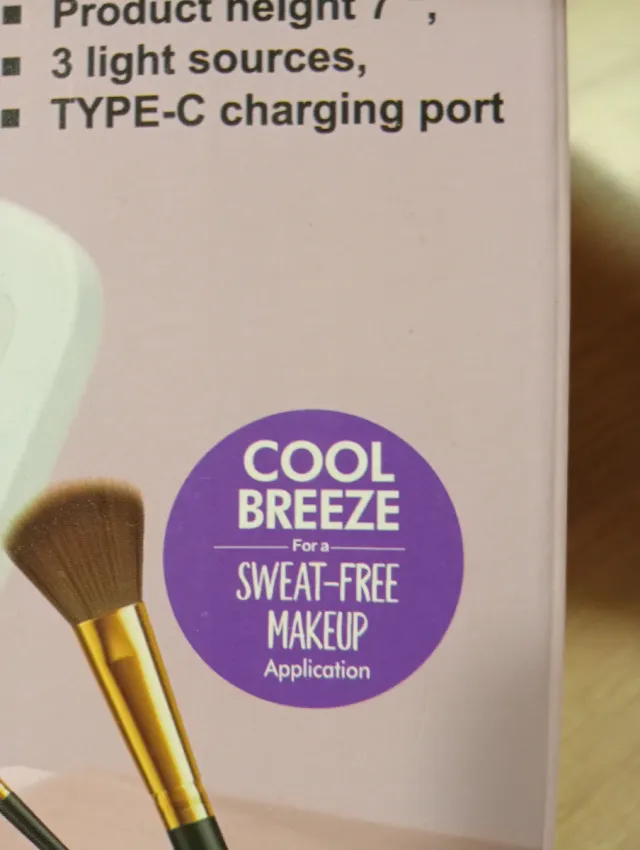 Product height 7 ",
3 light sources,
TYPE-C charging port
COOL
BREEZE
For a
SWEAT-FREE
MAKEUP
Application